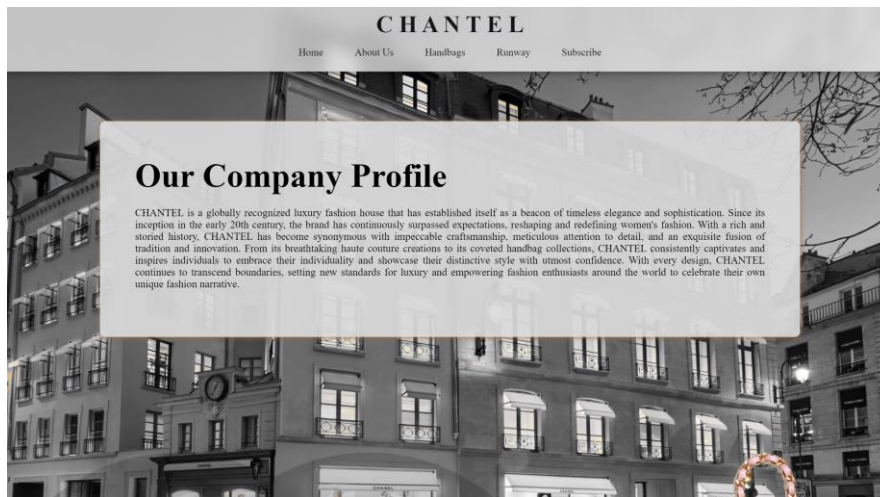 CHANTEL
Home About Us Handbags Runway Subscribe
Our Company Profile
CHANTEL is a globally recognized luxury fashion house that has established itself as a beacon of timeless elegance and sophistication. Since its
inception in the early 20th century, the brand has continuously surpassed expectations, reshaping and redefining women's fashion. With a rich and
storied history, CHANTEL has become synonymous with impeccable craftsmanship, meticulous attention to detail, and an exquisite fusion of
tradition and innovation. From its breathtaking haute couture creations to its coveted handbag collections, CHANTEL consistently captivates and
inspires individuals to embrace their individuality and showcase their distinctive style with utmost confidence. With every design, CHANTEL
continues to transcend boundaries, setting new standards for luxury and empowering fashion enthusiasts around the world to celebrate their own
unique fashion narrative.
CHANEL